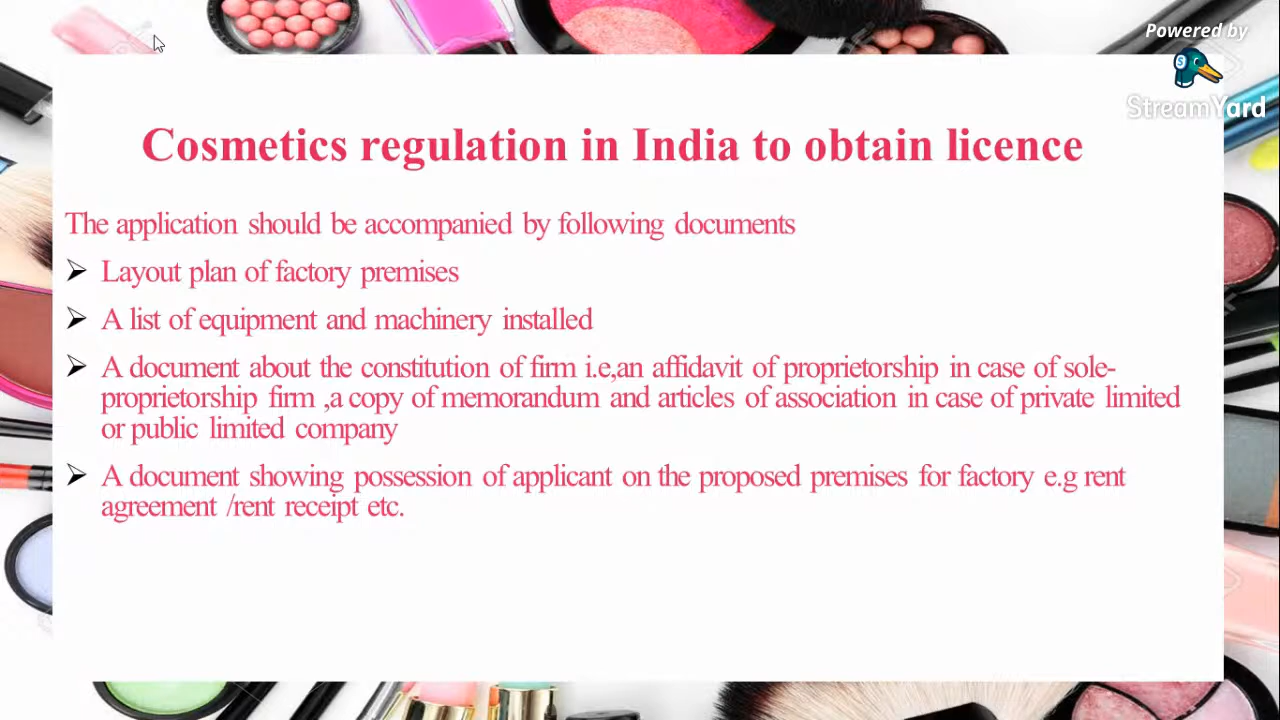 Powered by
StreamYard
Cosmetics regulation in India to obtain licence
The application should be accompanied by following documents
➢ Layout plan of factory premises
➢ A list of equipment and machinery installed
➢ A document about the constitution of firm i.e,an affidavit of proprietorship in case of sole-
proprietorship firm ,a copy of memorandum and articles of association in case of private limited
or public limited company
➢ A document showing possession of applicant on the proposed premises for factory e.g rent
agreement /rent receipt etc.